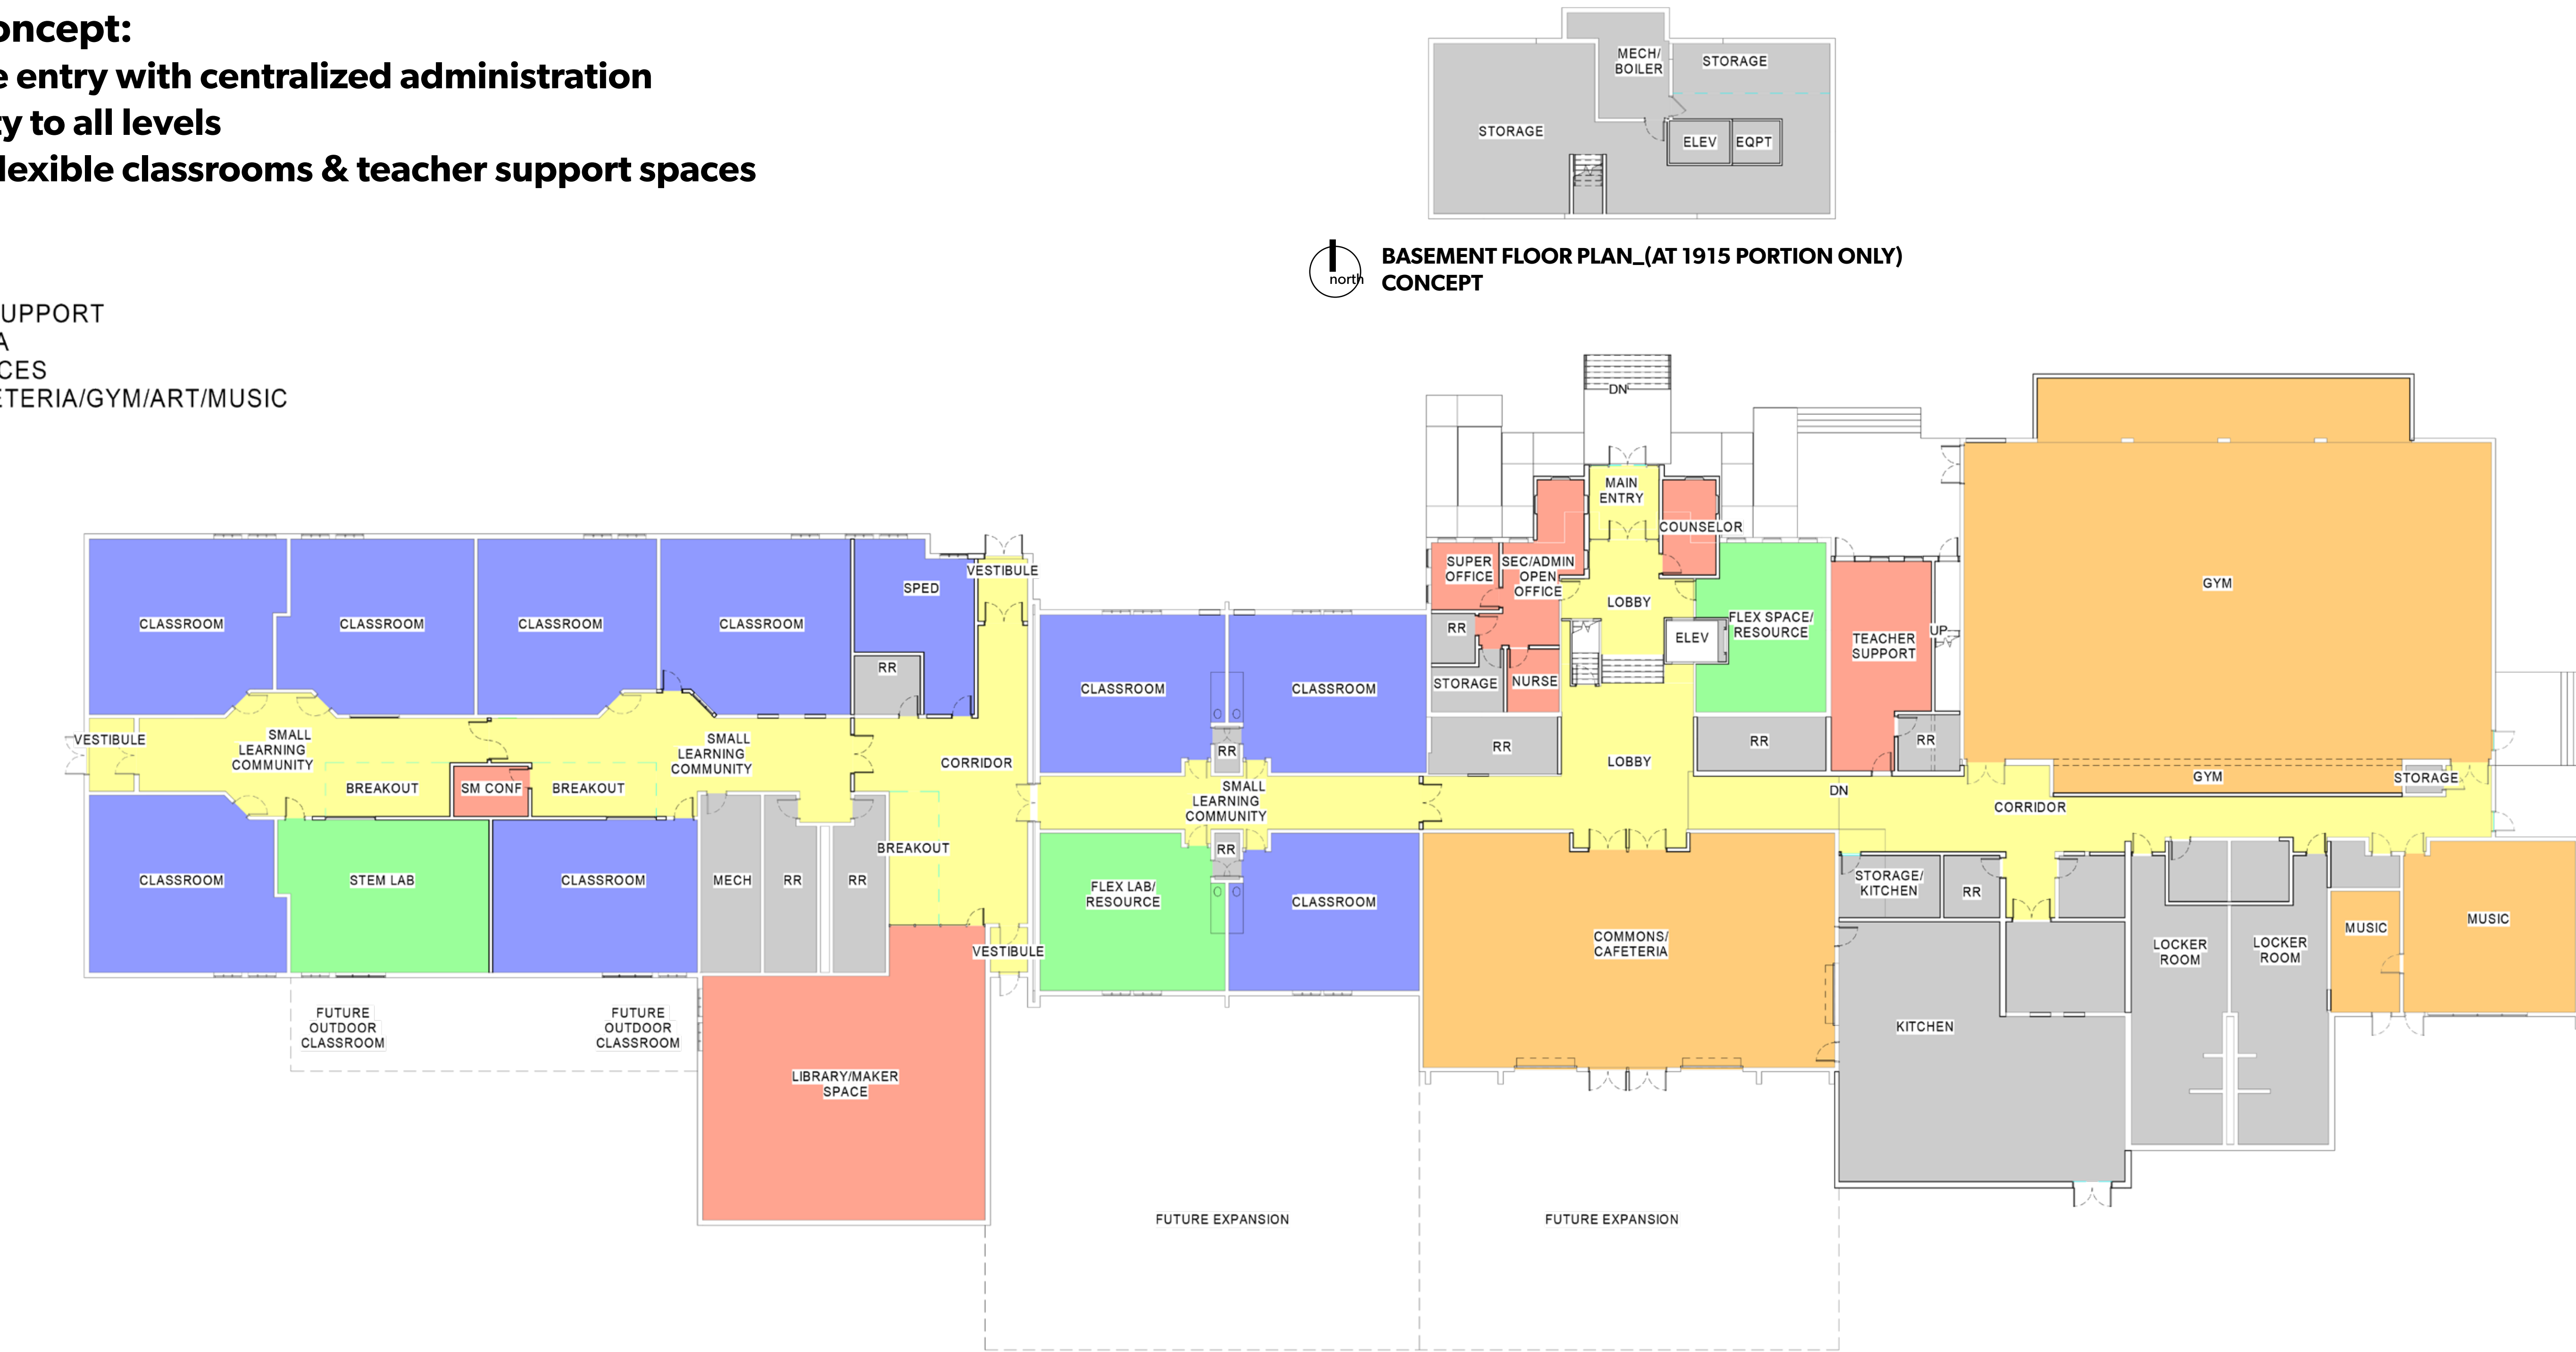 oncept:
e entry with centralized administration
ty to all levels
lexible classrooms & teacher support spaces
UPPORT
A
CES
ETERIA/GYM/ART/MUSIC
MECH/
BOILER
STORAGE
STORAGE
ELEV
EQPT
north
BASEMENT FLOOR PLAN_(AT 1915 PORTION ONLY)
CONCEPT
DN
MAIN
ENTRY
COUNSELOR
SUPER
OFFICE
SEC/ADMIN
OPEN
OFFICE
LOBBY
RR
ELEV
FLEX SPACE/
RESOURCE
STORAGE
NURSE
TEACHER
SUPPORT
UP
GYM
RR
LOBBY
RR
RR
DN
GYM
STORAGE
CORRIDOR
CLASSROOM
CLASSROOM
CLASSROOM
CLASSROOM
SPED
VESTIBULE
RR
VESTIBULE
SMALL
LEARNING
COMMUNITY
BREAKOUT
SM CONF
BREAKOUT
SMALL
LEARNING
COMMUNITY
CORRIDOR
CLASSROOM
STEM LAB
CLASSROOM
MECH
RR
RR
BREAKOUT
VESTIBULE
FUTURE
OUTDOOR
CLASSROOM
FUTURE
OUTDOOR
CLASSROOM
LIBRARY/MAKER
SPACE
CLASSROOM
CLASSROOM
RR
SMALL
LEARNING
COMMUNITY
RR
FLEX LAB/
RESOURCE
CLASSROOM
COMMONS/
CAFETERIA
STORAGE/
KITCHEN
RR
KITCHEN
LOCKER
ROOM
LOCKER
ROOM
MUSIC
MUSIC
FUTURE EXPANSION
FUTURE EXPANSION